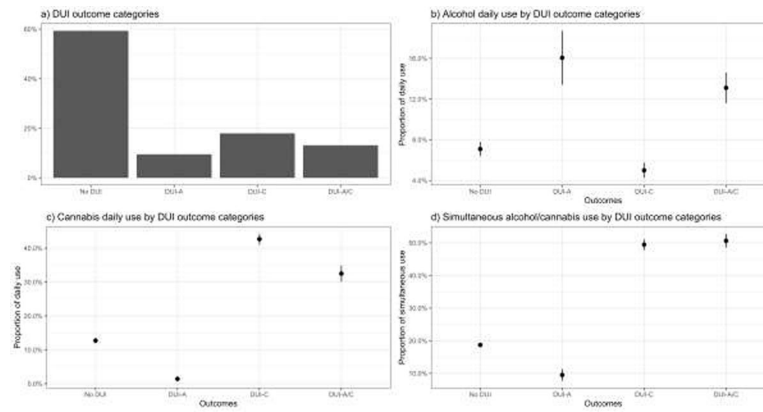 a) DUI outcome categories
60%
40%
20%
0%
No DUI DUI-A DUI-C DUI-A/C
b) Alcohol daily use by DUI outcome categories
Proportion of daily use
16.0%
12.0%
8.0%
4.0%
No DUI DUI-A DUI-C DUI-A/C
Outcomes
c) Cannabis daily use by DUI outcome categories
Proportion of daily use
40.0%
30.0%
20.0%
10.0%
0.0%
No DUI DUI-A DUI-C DUI-A/C
Outcomes
d) Simultaneous alcohol/cannabis use by DUI outcome categories
Proportion of simultaneous use
50.0%
40.0%
30.0%
20.0%
10.0%
No DUI DUI-A DUI-C DUI-A/C
Outcomes